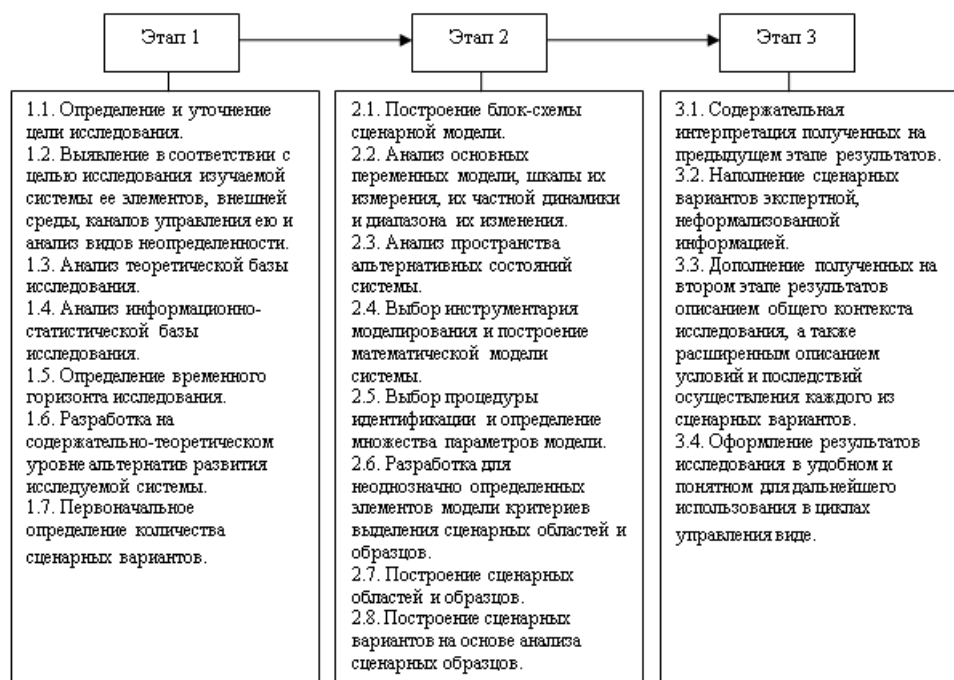 Этап 1
Этап 2
Этап 3
1.1. Определение и уточнение
цели исследования.
1.2. Выявление в соответствии с
целью исследования изучаемой
системы ее элементов, внешней
среды, каналов управления ею и
анализ видов неопределенности.
1.3. Анализ теоретической базы
исследования.
1.4. Анализ информационно-
статистической базы
исследования.
1.5. Определение временного
горизонта исследования.
1.6. Разработка на
содержательно-теоретическом
уровне альтернатив развития
исследуемой системы.
1.7. Первоначальное
определение количества
сценарных вариантов.
2.1. Построение блок-схемы
сценарной модели.
2.2. Анализ основных
переменных модели, шкалы их
измерения, их частной динамики
и диапазона их изменения.
2.3. Анализ пространства
альтернативных состояний
системы.
2.4. Выбор инструментария
моделирования и построение
математической модели
системы.
2.5. Выбор процедуры
идентификации и определение
множества параметров модели.
2.6. Разработка для
неоднозначно определенных
элементов модели критериев
выделения сценарных областей и
образцов.
2.7. Построение сценарных
областей и образцов.
2.8. Построение сценарных
вариантов на основе анализа
сценарных образцов.
3.1. Содержательная
интерпретация полученных на
предыдущем этапе результатов.
3.2. Наполнение сценарных
вариантов экспертной,
неформализованной
информацией.
3.3. Дополнение полученных на
втором этапе результатов
описанием общего контекста
исследования, а также
расширенным описанием
условий и последствий
осуществления каждого из
сценарных вариантов.
3.4. Оформление результатов
исследования в удобном и
понятном для дальнейшего
использования в циклах
управления виде.